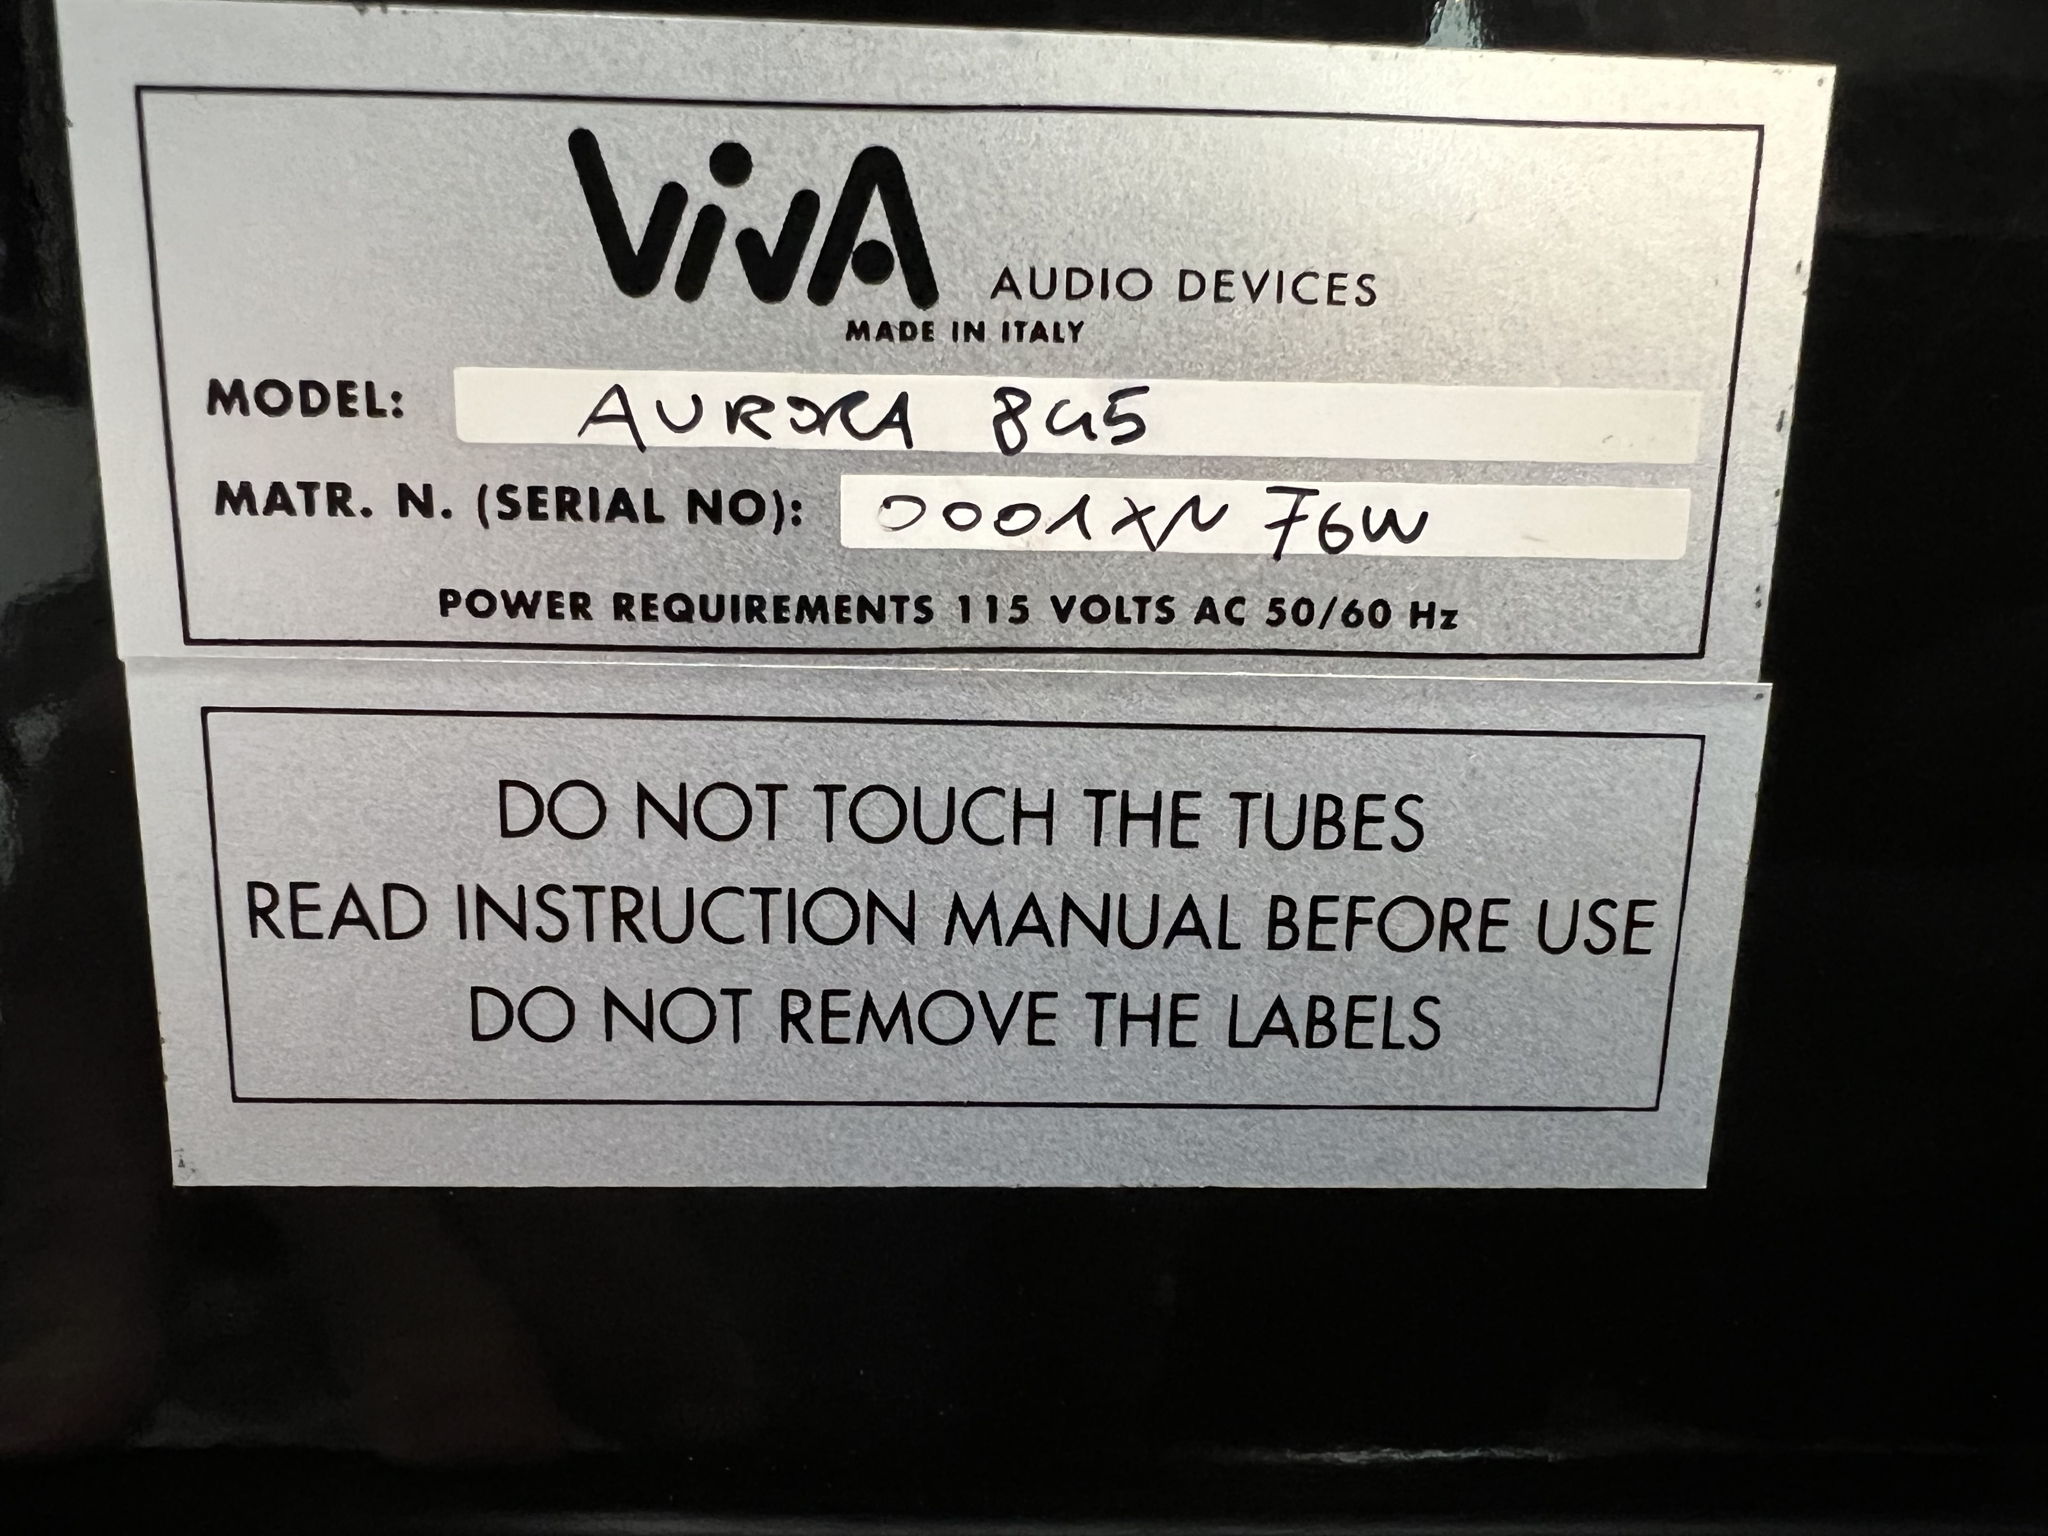 ViVA AUDIO DEVICES
MADE IN ITALY
MODEL: AURORA 845
MATR. N. (SERIAL NO): 0001XN 76W
POWER REQUIREMENTS 115 VOLTS AC 50/60 Hz
DO NOT TOUCH THE TUBES
READ INSTRUCTION MANUAL BEFORE USE
DO NOT REMOVE THE LABELS